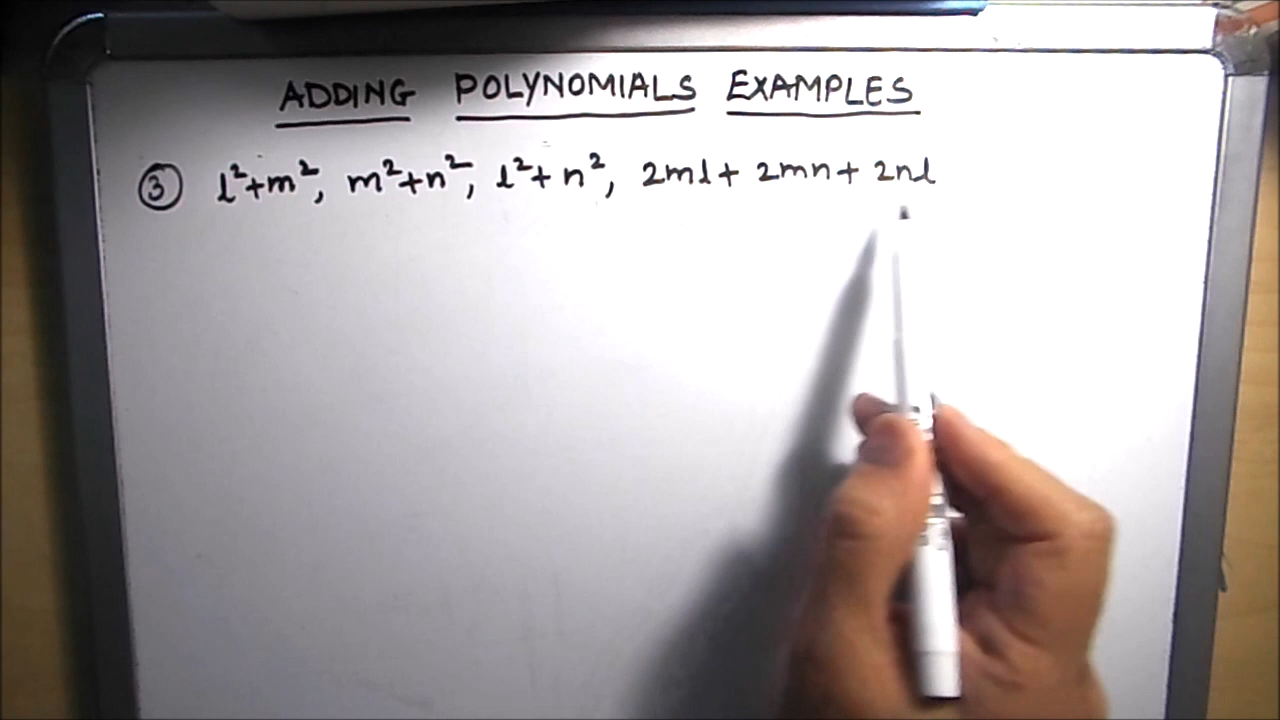 ADDING POLYNOMIALS EXAMPLES
③ l²+m², m²+n², l²+n², 2ml+2mn+2nl